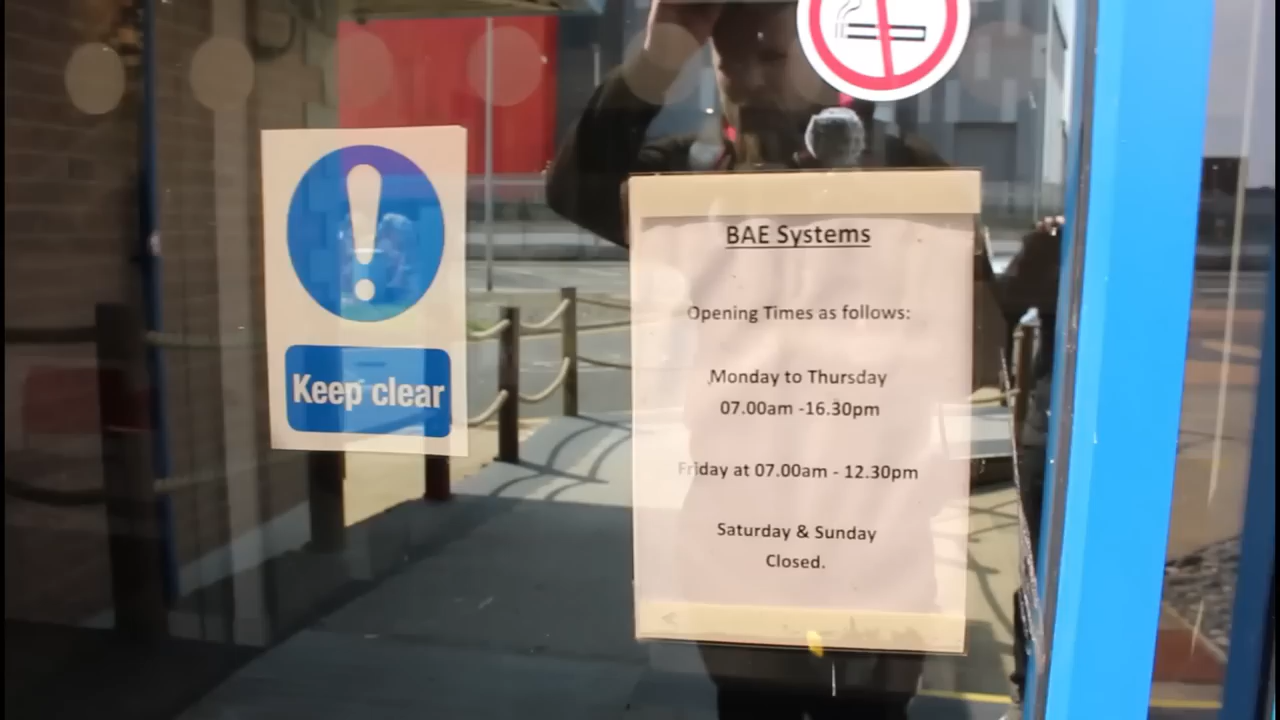 Keep clear
BAE Systems
Opening Times as follows:
Monday to Thursday
07.00am -16.30pm
Friday at 07.00am - 12.30pm
Saturday & Sunday
Closed.